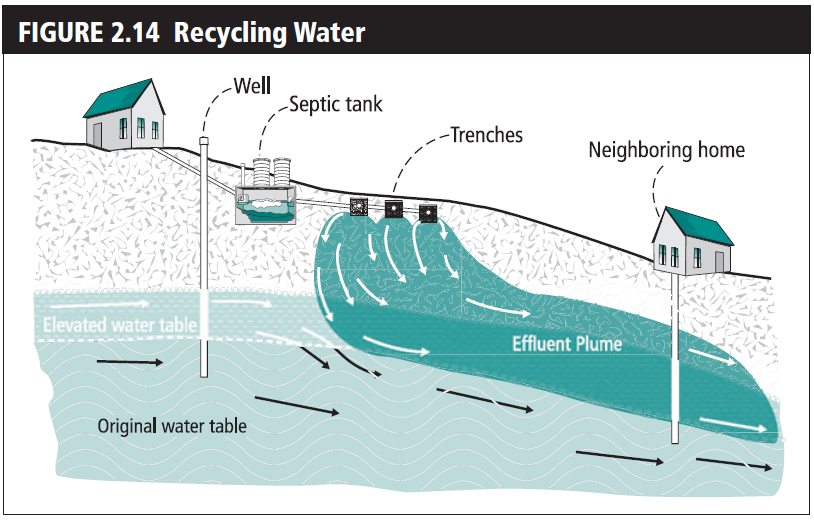 FIGURE 2.14 Recycling Water
Well
Septic tank
Trenches
Neighboring home
Elevated water table
Effluent Plume
Original water table